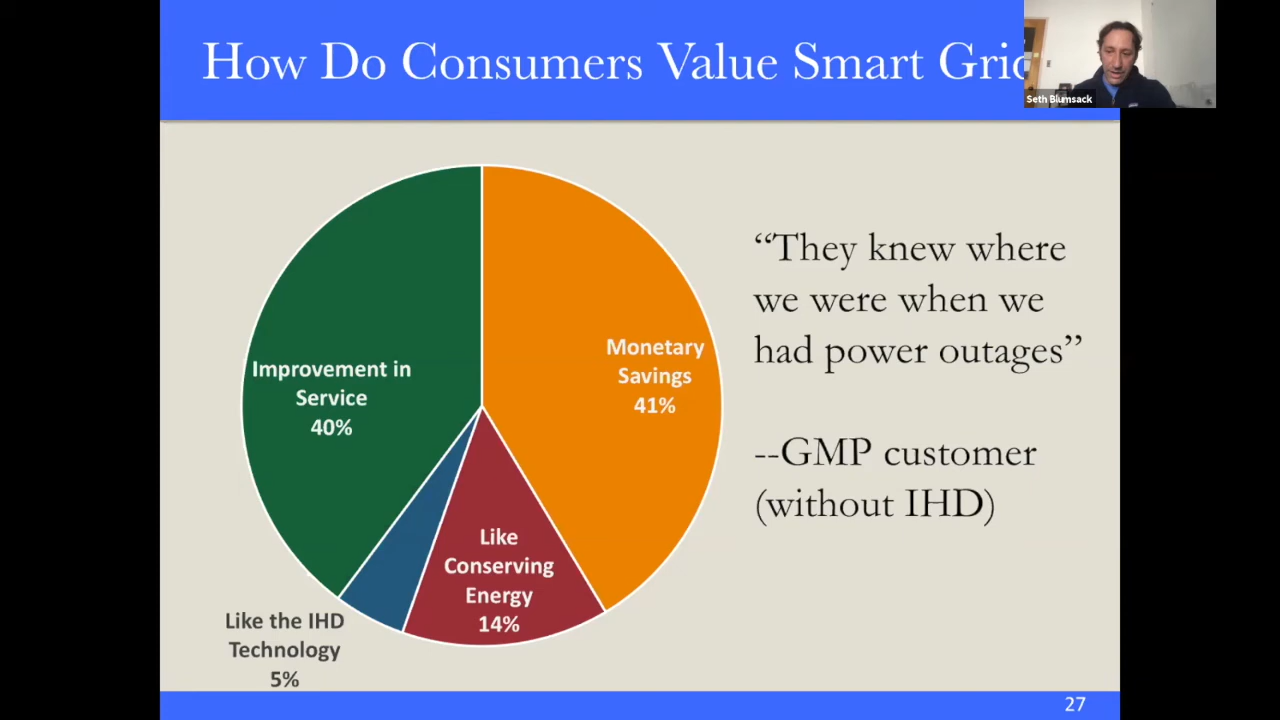 How Do Consumers Value Smart Grid
Seth Blumsack
Improvement in
Service
40%
Monetary
Savings
41%
Like
Conserving
Energy
14%
Like the IHD
Technology
5%
“They knew where
we were when we
had power outages”
--GMP customer
(without IHD)
27